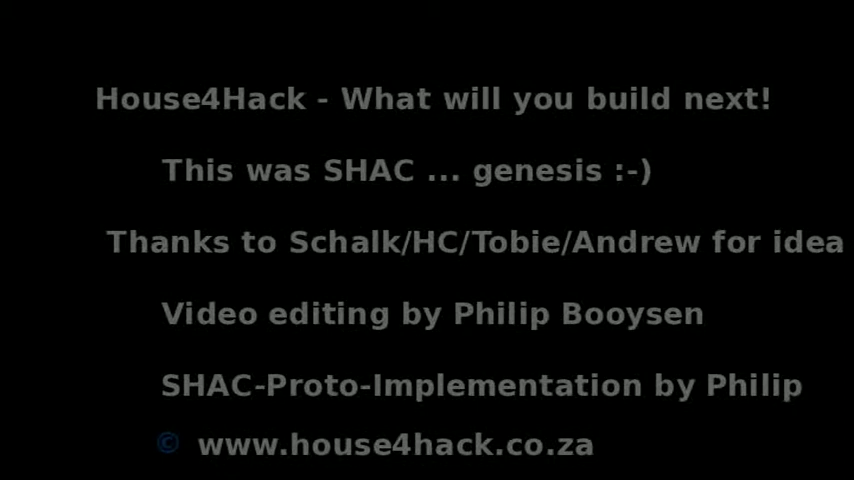 House4Hack - What will you build next!
This was SHAC ... genesis :-)
Thanks to Schalk/HC/Tobie/Andrew for idea
Video editing by Philip Booysen
SHAC-Proto-Implementation by Philip
© www.house4hack.co.za